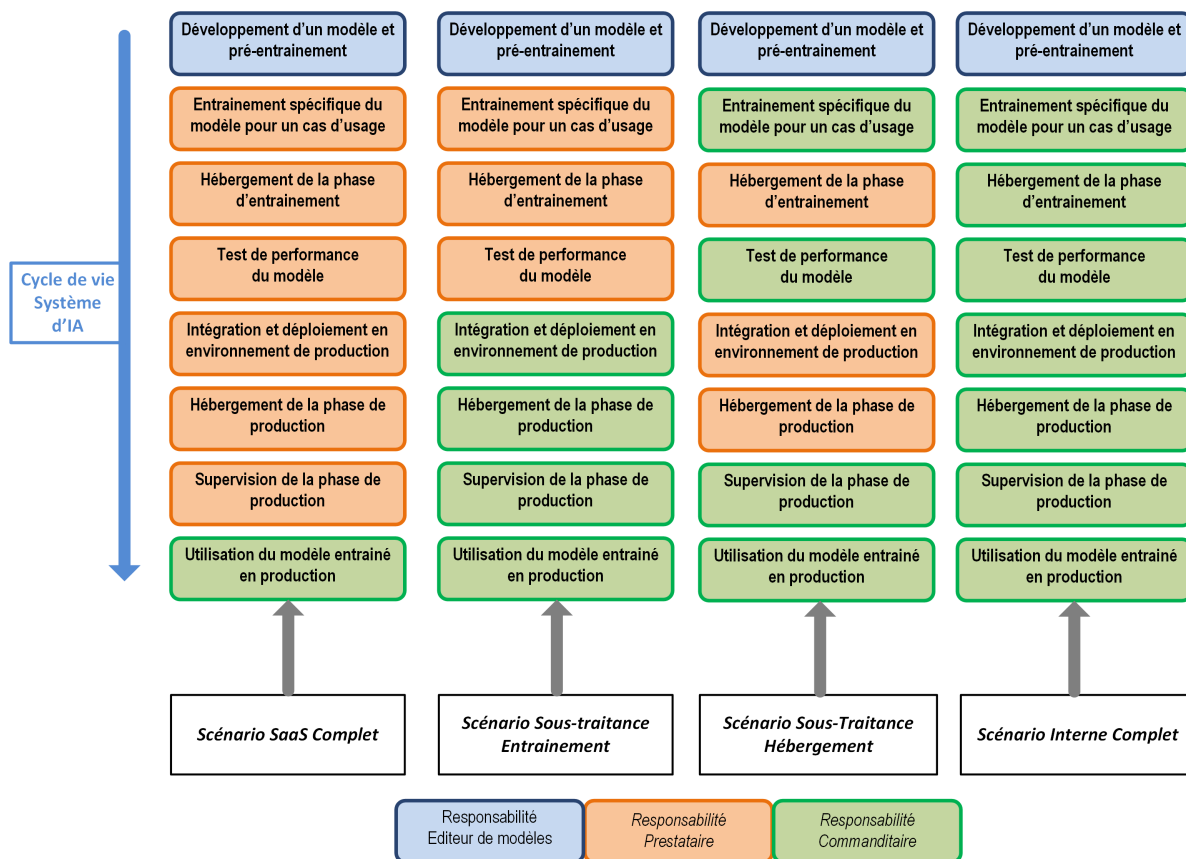 Développement d'un modèle et
pré-entrainement
Développement d'un modèle et
pré-entrainement
Développement d'un modèle et
pré-entrainement
Développement d'un modèle et
pré-entrainement
Entrainement spécifique du
modèle pour un cas d'usage
Entrainement spécifique du
modèle pour un cas d'usage
Entrainement spécifique du
modèle pour un cas d'usage
Entrainement spécifique du
modèle pour un cas d'usage
Hébergement de la phase
d'entrainement
Hébergement de la phase
d'entrainement
Hébergement de la phase
d'entrainement
Hébergement de la phase
d'entrainement
Test de performance
du modèle
Test de performance
du modèle
Test de performance
du modèle
Test de performance
du modèle
Cycle de vie
Système
d'IA
Intégration et déploiement en
environnement de production
Intégration et déploiement en
environnement de production
Intégration et déploiement en
environnement de production
Intégration et déploiement en
environnement de production
Hébergement de la phase de
production
Hébergement de la phase de
production
Hébergement de la phase de
production
Hébergement de la phase de
production
Supervision de la phase de
production
Supervision de la phase de
production
Supervision de la phase de
production
Supervision de la phase de
production
Utilisation du modèle entrainé
en production
Utilisation du modèle entrainé
en production
Utilisation du modèle entrainé
en production
Utilisation du modèle entrainé
en production
Scénario SaaS Complet
Scénario Sous-traitance
Entrainement
Scénario Sous-Traitance
Hébergement
Scénario Interne Complet
Responsabilité
Editeur de modèles
Responsabilité
Prestataire
Responsabilité
Commanditaire